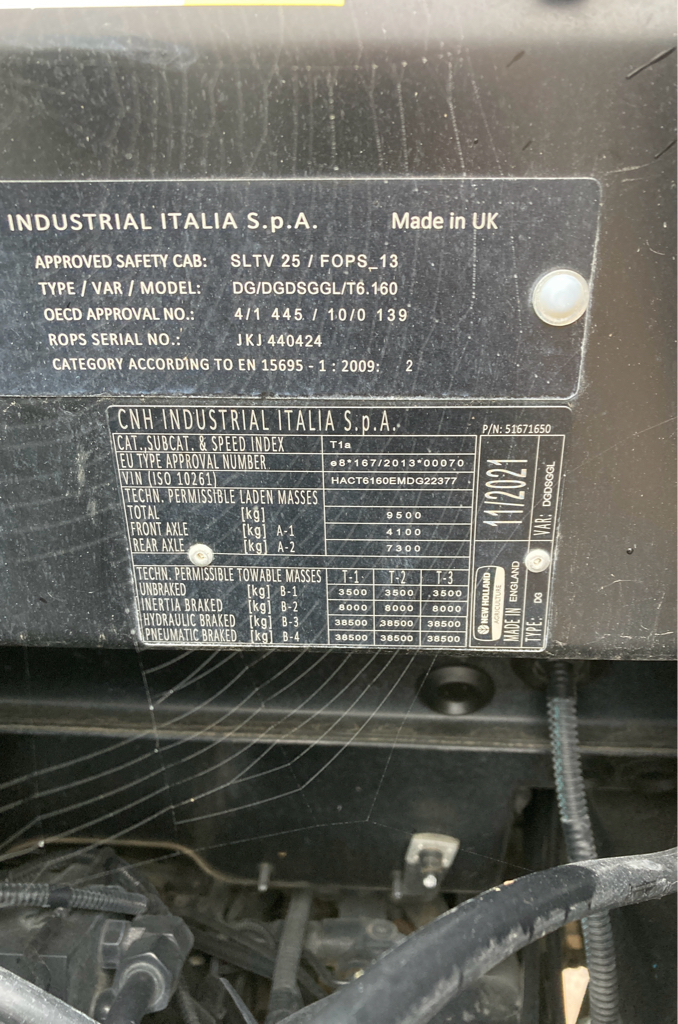 INDUSTRIAL ITALIA S.p.A. Made in UK
APPROVED SAFETY CAB: SLTV 25 / FOPS_13
TYPE / VAR / MODEL: DG/DGDSGGL/T6.160
OECD APPROVAL NO.: 4/1 445 / 10/0 139
ROPS SERIAL NO.: JKJ 440424
CATEGORY ACCORDING TO EN 15695 - 1 : 2009: 2
CNH INDUSTRIAL ITALIA S.p.A. P/N: 51671650
CAT.,SUBCAT. & SPEED INDEX T1a
EU TYPE APPROVAL NUMBER e8*167/2013*00070
VIN (ISO 10261) HACT6160EMDG22377
TECHN. PERMISSIBLE LADEN MASSES
TOTAL [kg] 9500
FRONT AXLE [kg] A-1 4100
REAR AXLE [kg] A-2 7300
TECHN. PERMISSIBLE TOWABLE MASSES T-1 T-2 T-3
UNBRAKED [kg] B-1 3500 3500 3500
INERTIA BRAKED [kg] B-2 8000 8000 8000
HYDRAULIC BRAKED [kg] B-3 38500 38500 38500
PNEUMATIC BRAKED [kg] B-4 38500 38500 38500
11/2021
VAR: DGDSGGL
NEW HOLLAND
AGRICULTURE
MADE IN ENGLAND
TYPE: DG